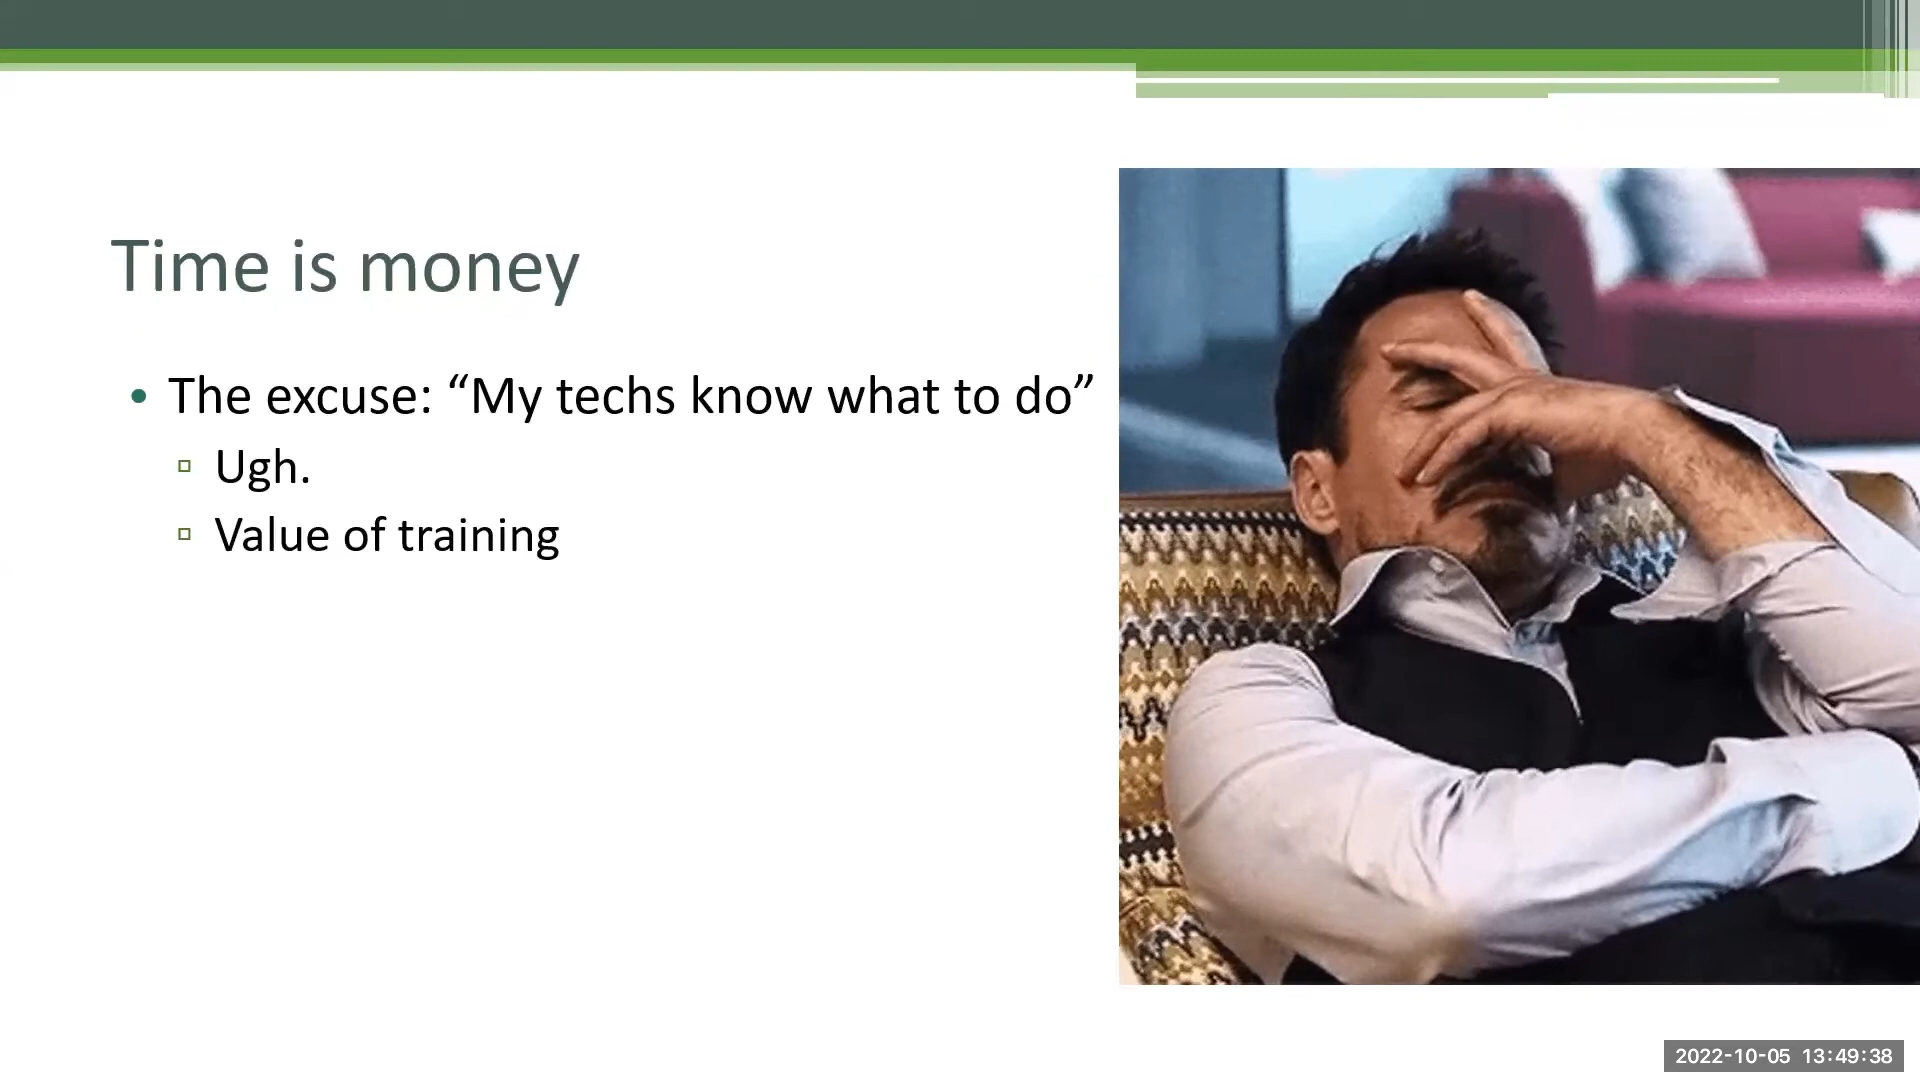 Time is money
• The excuse: “My techs know what to do”
▫ Ugh.
▫ Value of training
2022-10-05 13:49:38